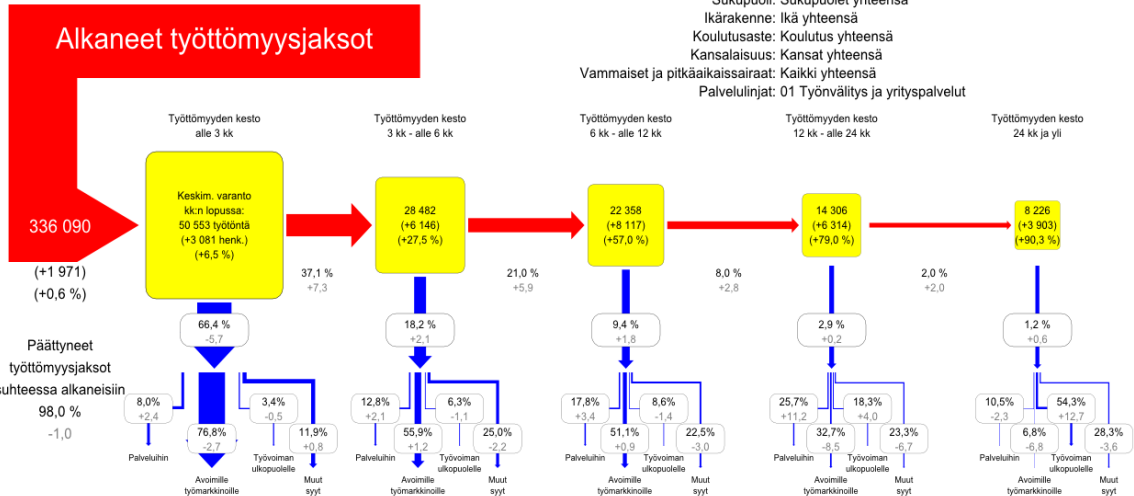 Sukupuoli: Sukupuolet yhteensä
Ikärakenne: Ikä yhteensä
Koulutusaste: Koulutus yhteensä
Kansalaisuus: Kansat yhteensä
Vammaiset ja pitkäaikaissairaat: Kaikki yhteensä
Palvelulinjat: 01 Työnvälitys ja yrityspalvelut
Alkaneet työttömyysjaksot
336 090
(+1 971)
(+0,6 %)
Työttömyyden kesto
alle 3 kk
Työttömyyden kesto
3 kk - alle 6 kk
Työttömyyden kesto
6 kk - alle 12 kk
Työttömyyden kesto
12 kk - alle 24 kk
Työttömyyden kesto
24 kk ja yli
Keskim. varanto
kk:n lopussa:
50 553 työtöntä
(+3 081 henk.)
(+6,5 %)
28 482
(+6 146)
(+27,5 %)
22 358
(+8 117)
(+57,0 %)
14 306
(+6 314)
(+79,0 %)
8 226
(+3 903)
(+90,3 %)
37,1 %
+7,3
21,0 %
+5,9
8,0 %
+2,8
2,0 %
+2,0
66,4 %
-5,7
18,2 %
+2,1
9,4 %
+1,8
2,9 %
+0,2
1,2 %
+0,6
Päättyneet
työttömyysjaksot
suhteessa alkaneisiin
98,0 %
-1,0
8,0%
+2,4
76,8%
-2,7
3,4%
-0,5
11,9%
+0,8
Palveluihin
Avoimille
työmarkkinoille
Työvoiman
ulkopuolelle
Muut
syyt
12,8%
+2,1
55,9%
+1,2
6,3%
-1,1
25,0%
-2,2
Palveluihin
Avoimille
työmarkkinoille
Työvoiman
ulkopuolelle
Muut
syyt
17,8%
+3,4
51,1%
+0,9
8,6%
-1,4
22,5%
-3,0
Palveluihin
Avoimille
työmarkkinoille
Työvoiman
ulkopuolelle
Muut
syyt
25,7%
+11,2
32,7%
-8,5
18,3%
+4,0
23,3%
-6,7
Palveluihin
Avoimille
työmarkkinoille
Työvoiman
ulkopuolelle
Muut
syyt
10,5%
-2,3
6,8%
-6,8
54,3%
+12,7
28,3%
-3,6
Palveluihin
Avoimille
työmarkkinoille
Työvoiman
ulkopuolelle
Muut
syyt